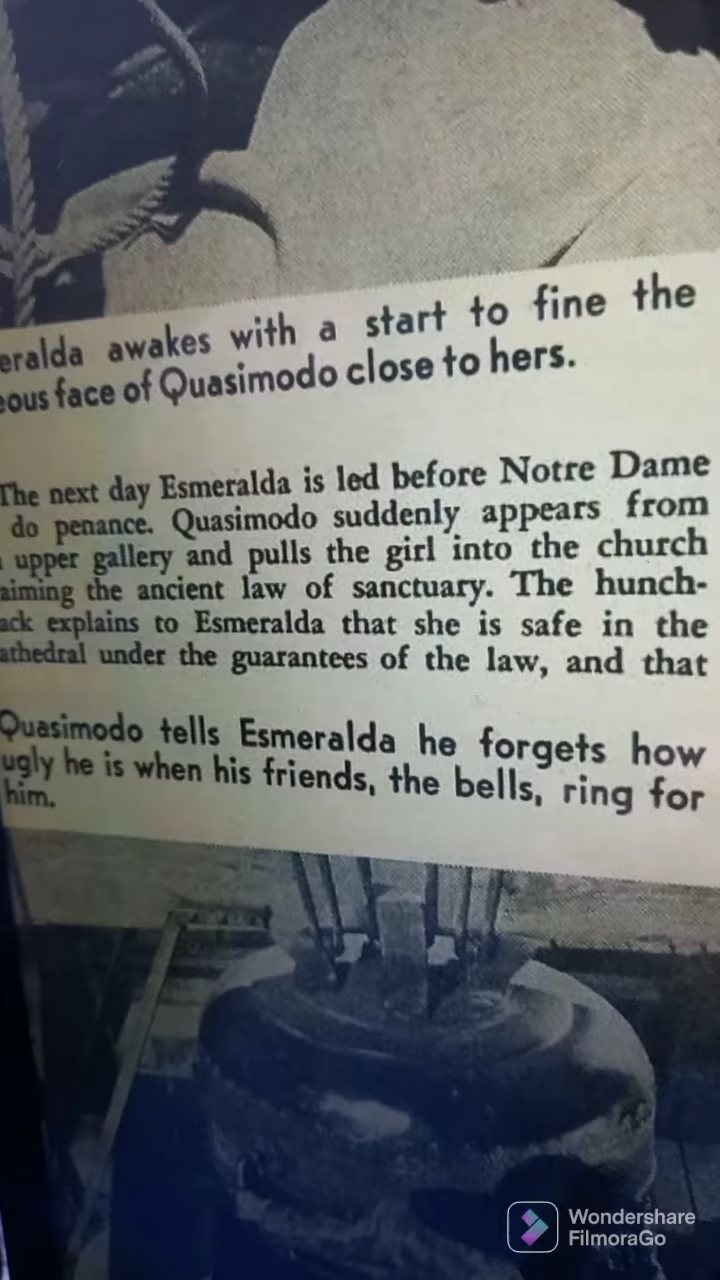 eralda awakes with a start to fine the
eous face of Quasimodo close to hers.
The next day Esmeralda is led before Notre Dame
do penance. Quasimodo suddenly appears from
upper gallery and pulls the girl into the church
aiming the ancient law of sanctuary. The hunch-
ack explains to Esmeralda that she is safe in the
athedral under the guarantees of the law, and that
Quasimodo tells Esmeralda he forgets how
ugly he is when his friends, the bells, ring for
him.
Wondershare
FilmoraGo